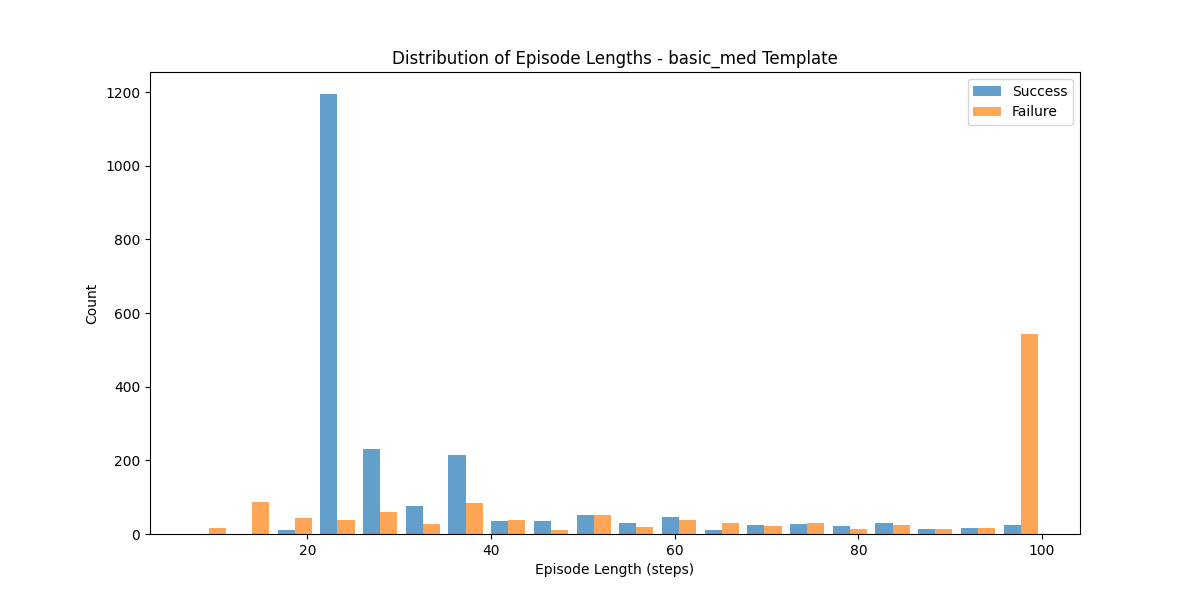 Distribution of Episode Lengths - basic_med Template
Success
Failure
1200
1000
800
600
400
200
0
Count
20
40
60
80
100
Episode Length (steps)